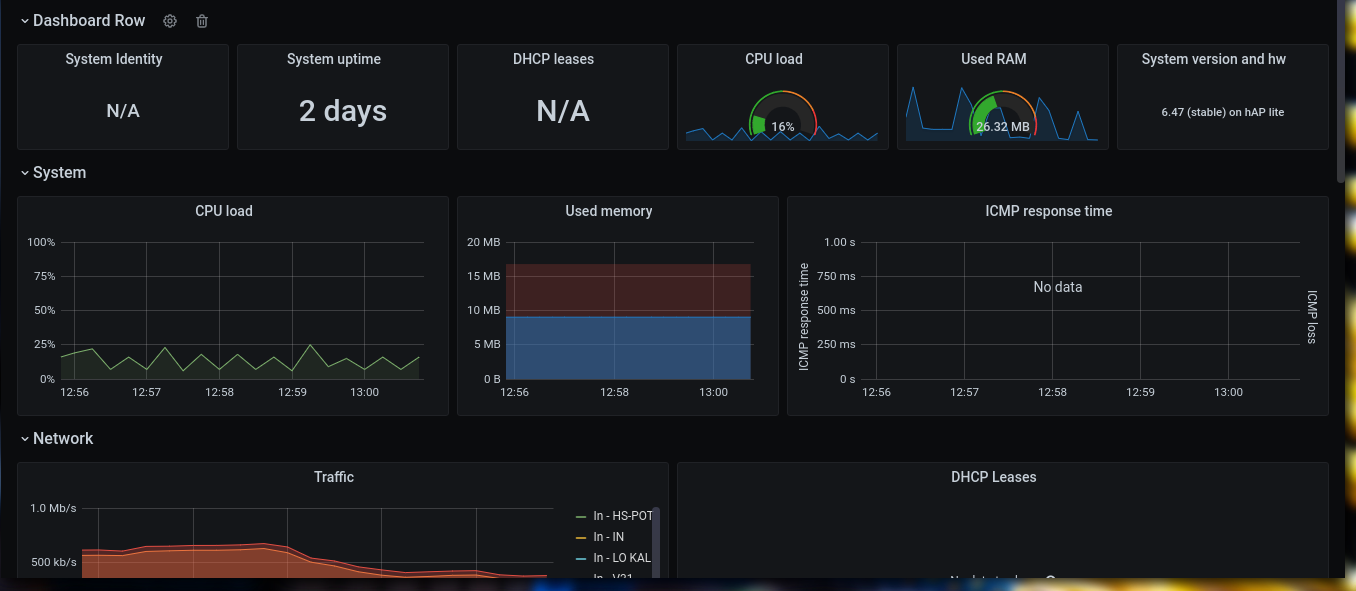 Dashboard Row
System Identity
System uptime
DHCP leases
CPU load
Used RAM
System version and hw
N/A
2 days
N/A
16%
26.32 MB
6.47 (stable) on hAP lite
System
CPU load
100%
75%
50%
25%
0%
12:56
12:57
12:58
12:59
13:00
Used memory
20 MB
15 MB
10 MB
5 MB
0 B
12:56
12:58
13:00
ICMP response time
ICMP response time
1.00 s
750 ms
500 ms
250 ms
0 s
No data
ICMP loss
12:56
12:57
12:58
12:59
13:00
Network
Traffic
1.0 Mb/s
500 kb/s
In - HS-POT
In - IN
In - LO KAL
DHCP Leases